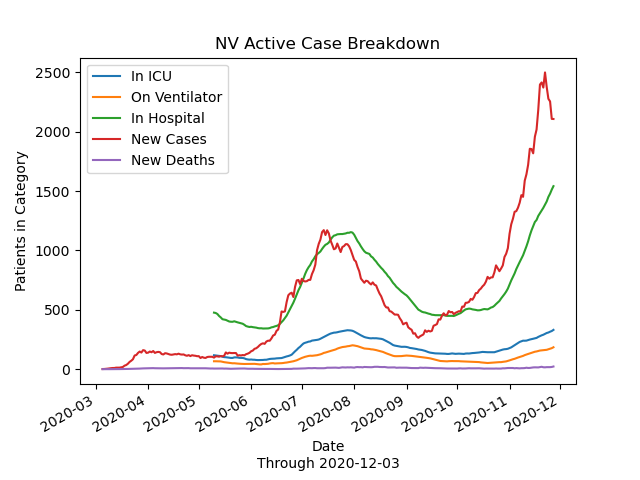 NV Active Case Breakdown
In ICU
On Ventilator
In Hospital
New Cases
New Deaths
Patients in Category
2500
2000
1500
1000
500
0
2020-03
2020-04
2020-05
2020-06
2020-07
2020-08
2020-09
2020-10
2020-11
2020-12
Date
Through 2020-12-03